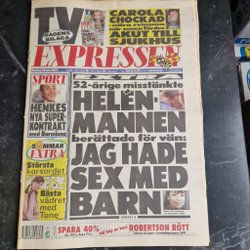 TV
DAGENS
BILAGA
CAROLA
CHOCKAD
AKUT TILL
SJUKHUS
EXPRESSEN
SPORT
HENKES
NYA SUPER-
KONTRAKT
med Barcelona
SOMMAR
EXTRA
Största
korsordet
Bästa
vädret
med
Tone
52-årige misstänkte
HELÉN-
MANNEN
berättade för vän:
JAG HADE
SEX MED
BARN
SPARA 40%
ROBERTSON RÖTT